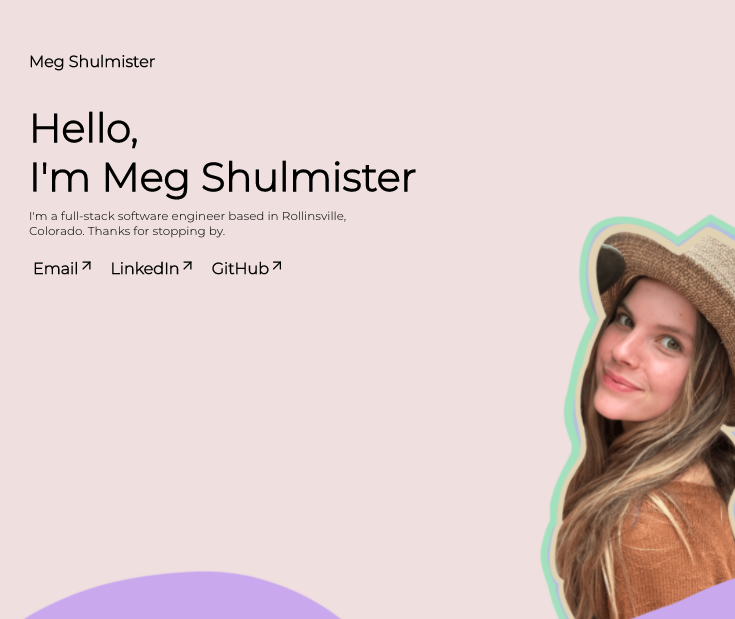 Meg Shulmister
Hello,
I'm Meg Shulmister
I'm a full-stack software engineer based in Rollinsville,
Colorado. Thanks for stopping by.
Email LinkedIn GitHub